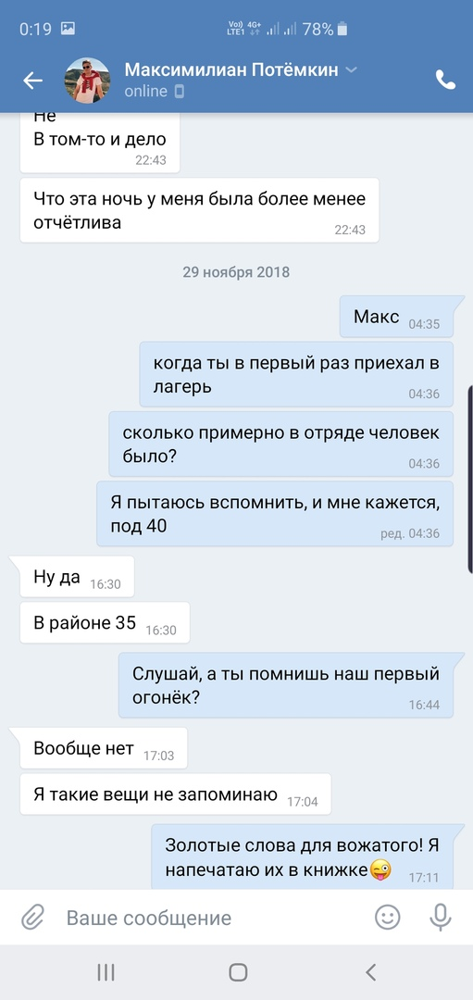 0:19
Vo)) 4G+
LTE1
78%
Максимилиан Потёмкин
online
Не
В том-то и дело
22:43
Что эта ночь у меня была более менее
отчётлива
22:43
29 ноября 2018
Макс
04:35
когда ты в первый раз приехал в
лагерь
04:36
сколько примерно в отряде человек
было?
04:36
Я пытаюсь вспомнить, и мне кажется,
под 40
ред. 04:36
Ну да
16:30
В районе 35
16:30
Слушай, а ты помнишь наш первый
огонёк?
16:44
Вообще нет
17:03
Я такие вещи не запоминаю
17:04
Золотые слова для вожатого! Я
напечатаю их в книжке😜
17:11
Ваше сообщение